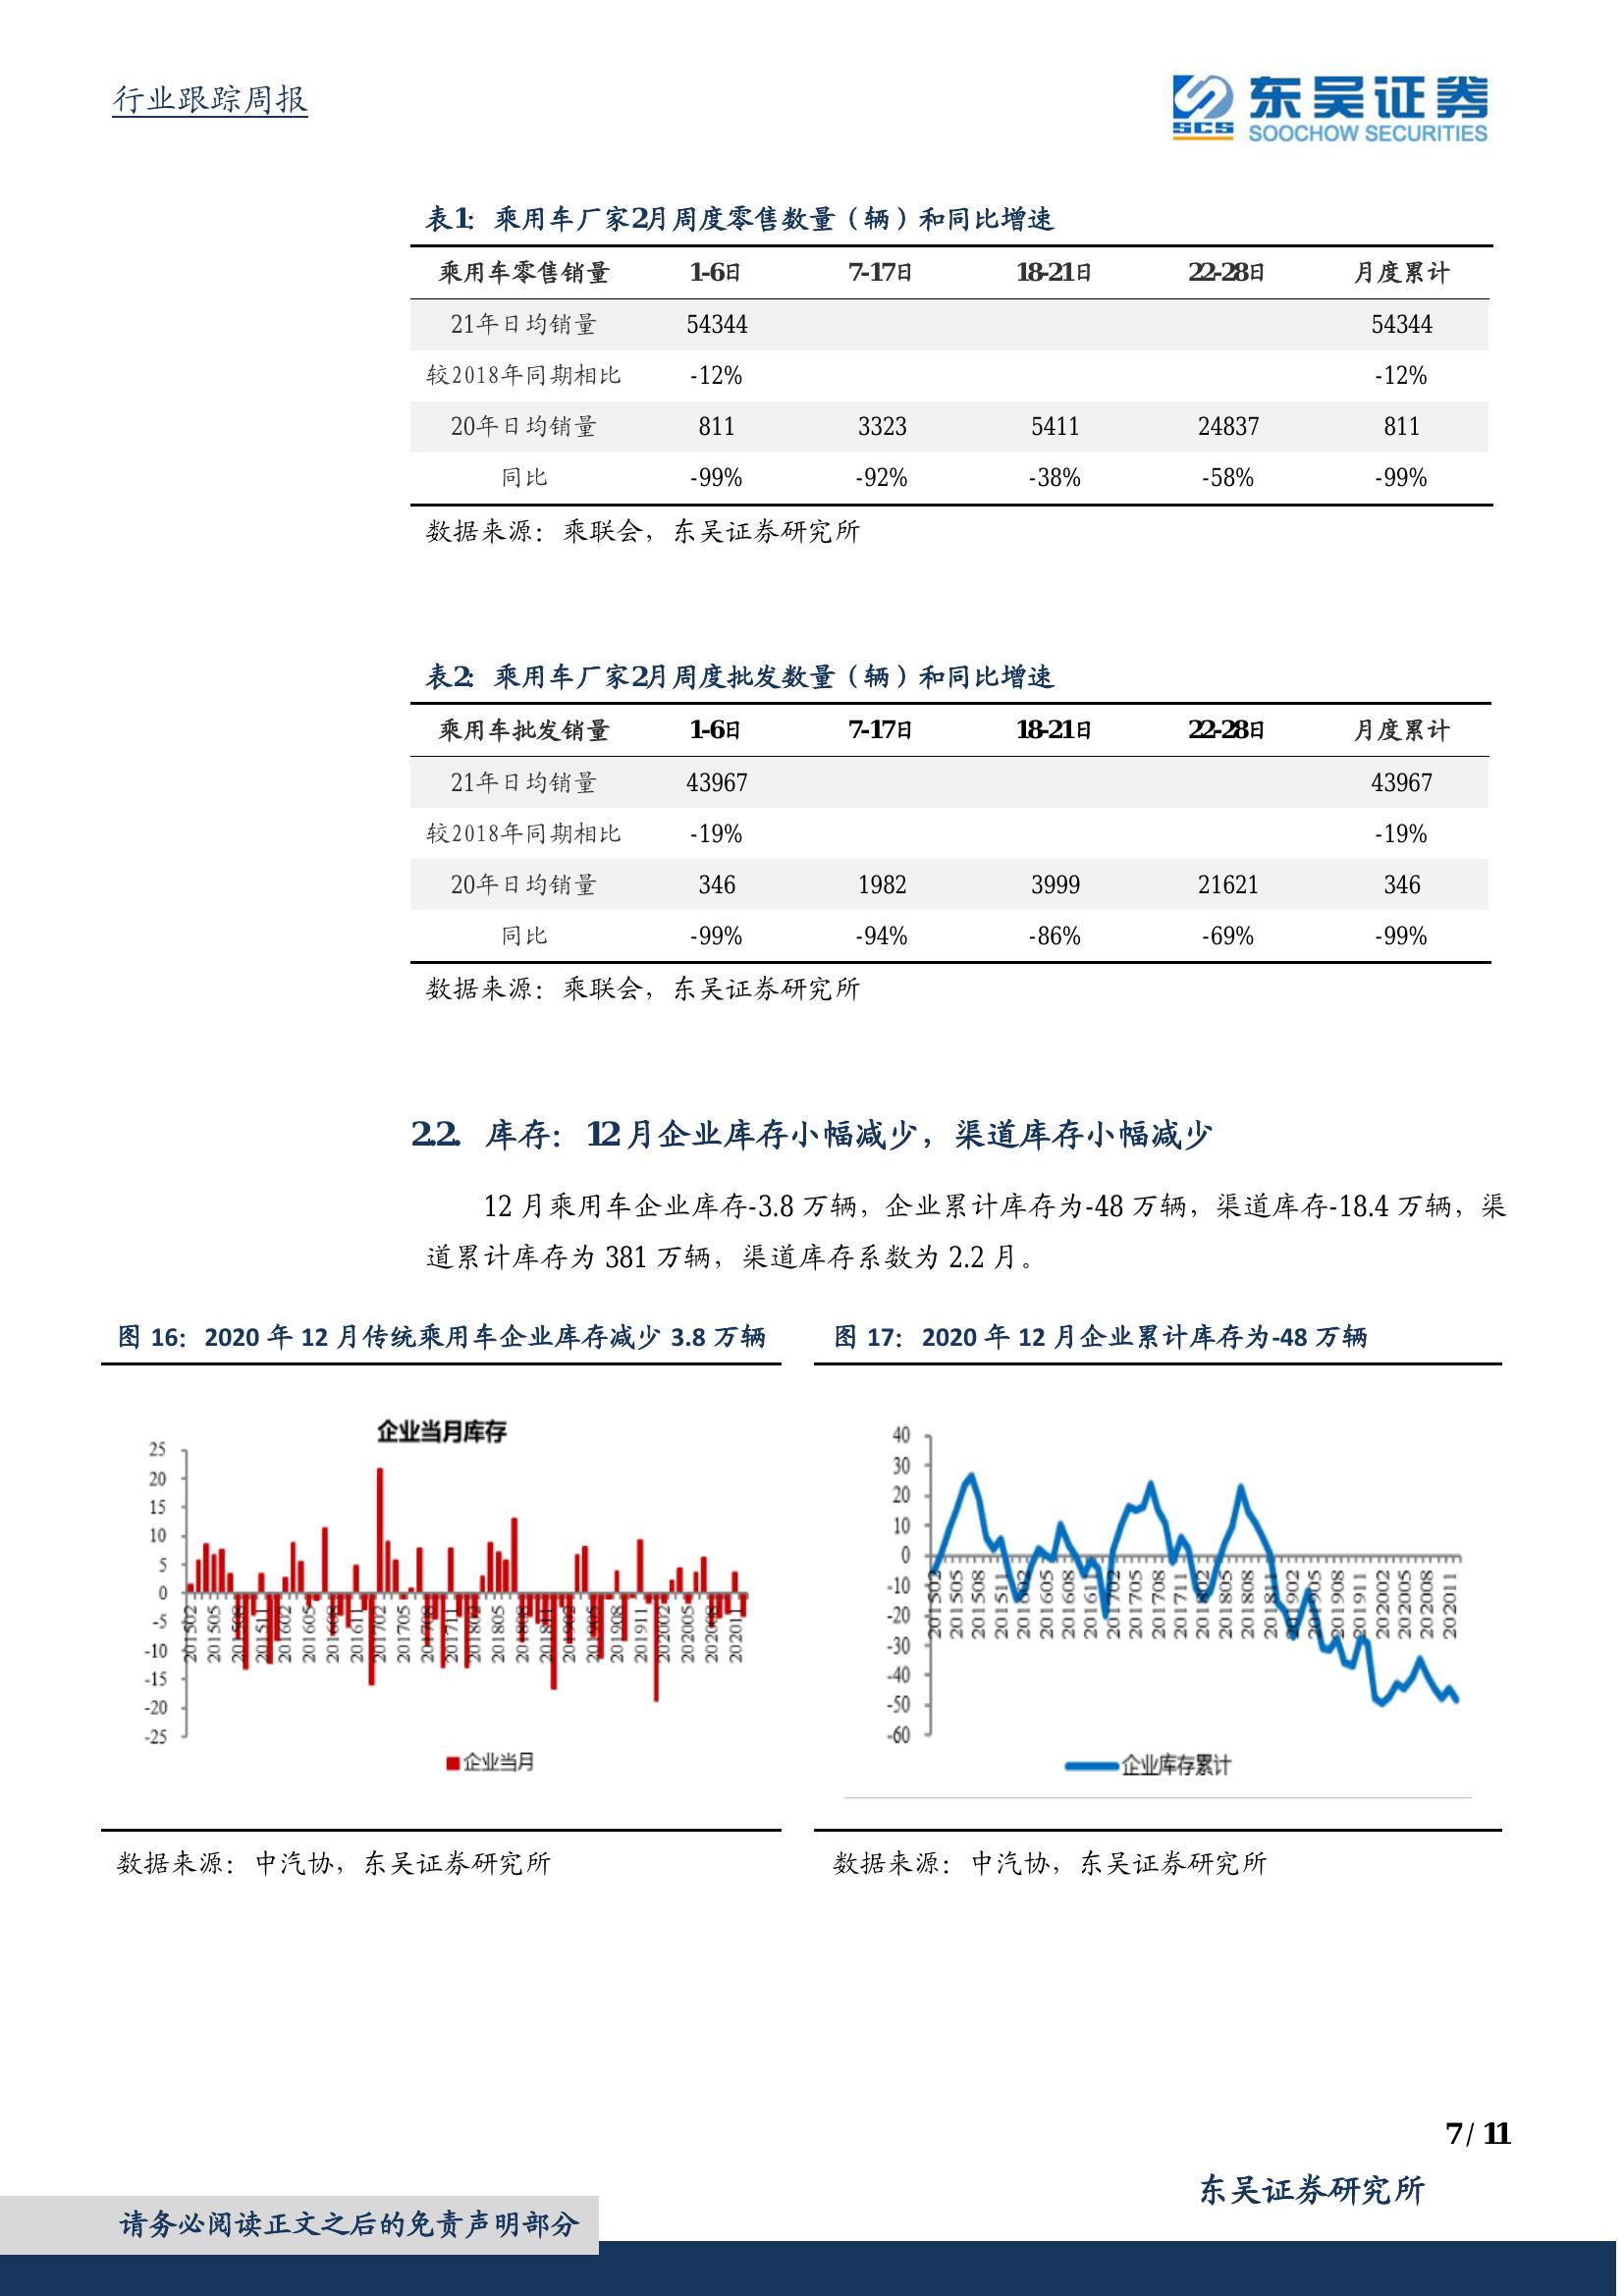 行业跟踪周报
SCS
东吴证券
SOOCHOW SECURITIES
表1: 乘用车厂家2月周度零售数量（辆）和同比增速
乘用车零售销量 1-6日 7-17日 18-21日 22-28日 月度累计
21年日均销量 54344 54344
较2018年同期相比 -12% -12%
20年日均销量 811 3323 5411 24837 811
同比 -99% -92% -38% -58% -99%
数据来源：乘联会，东吴证券研究所
表2: 乘用车厂家2月周度批发数量（辆）和同比增速
乘用车批发销量 1-6日 7-17日 18-21日 22-28日 月度累计
21年日均销量 43967 43967
较2018年同期相比 -19% -19%
20年日均销量 346 1982 3999 21621 346
同比 -99% -94% -86% -69% -99%
数据来源：乘联会，东吴证券研究所
2.2. 库存：12月企业库存小幅减少，渠道库存小幅减少
12 月乘用车企业库存-3.8 万辆，企业累计库存为-48 万辆，渠道库存-18.4 万辆，渠
道累计库存为 381 万辆，渠道库存系数为 2.2 月。
图 16：2020 年 12 月传统乘用车企业库存减少 3.8 万辆
企业当月库存
25
20
15
10
5
0
-5
-10
-15
-20
-25
201502 201505 201508 201511 201602 201605 201608 201611 201702 201705 201708 201711 201802 201805 201808 201811 201902 201905 201908 201911 202002 202005 202008 202011
企业当月
数据来源：中汽协，东吴证券研究所
图 17：2020 年 12 月企业累计库存为-48 万辆
40
30
20
10
0
-10
-20
-30
-40
-50
-60
201502 201505 201508 201511 201602 201605 201608 201611 201702 201705 201708 201711 201802 201805 201808 201811 201902 201905 201908 201911 202002 202005 202008 202011
企业库存累计
数据来源：中汽协，东吴证券研究所
7 / 11
东吴证券研究所
请务必阅读正文之后的免责声明部分